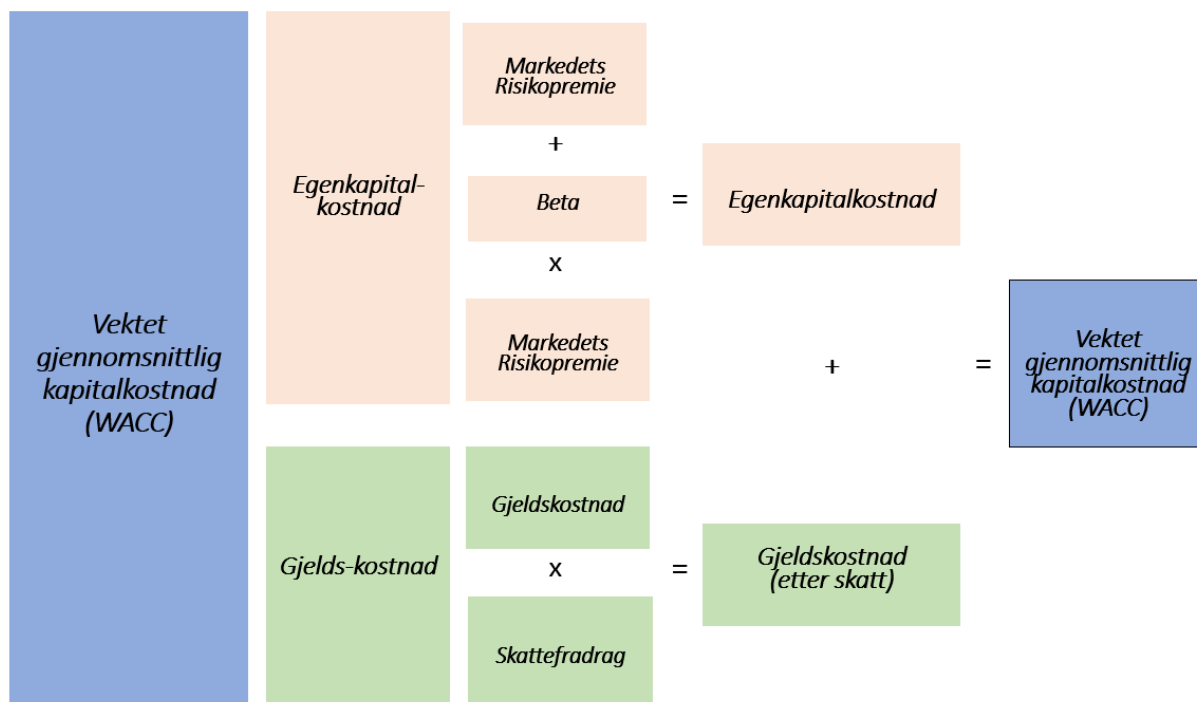 Vektet
gjennomsnittlig
kapitalkostnad
(WACC)
Egenkapital-
kostnad
Markedets
Risikopremie
+
Beta
x
Markedets
Risikopremie
=
Egenkapitalkostnad
Gjelds-kostnad
Gjeldskostnad
x
Skattefradrag
=
Gjeldskostnad
(etter skatt)
+
=
Vektet
gjennomsnittlig
kapitalkostnad
(WACC)